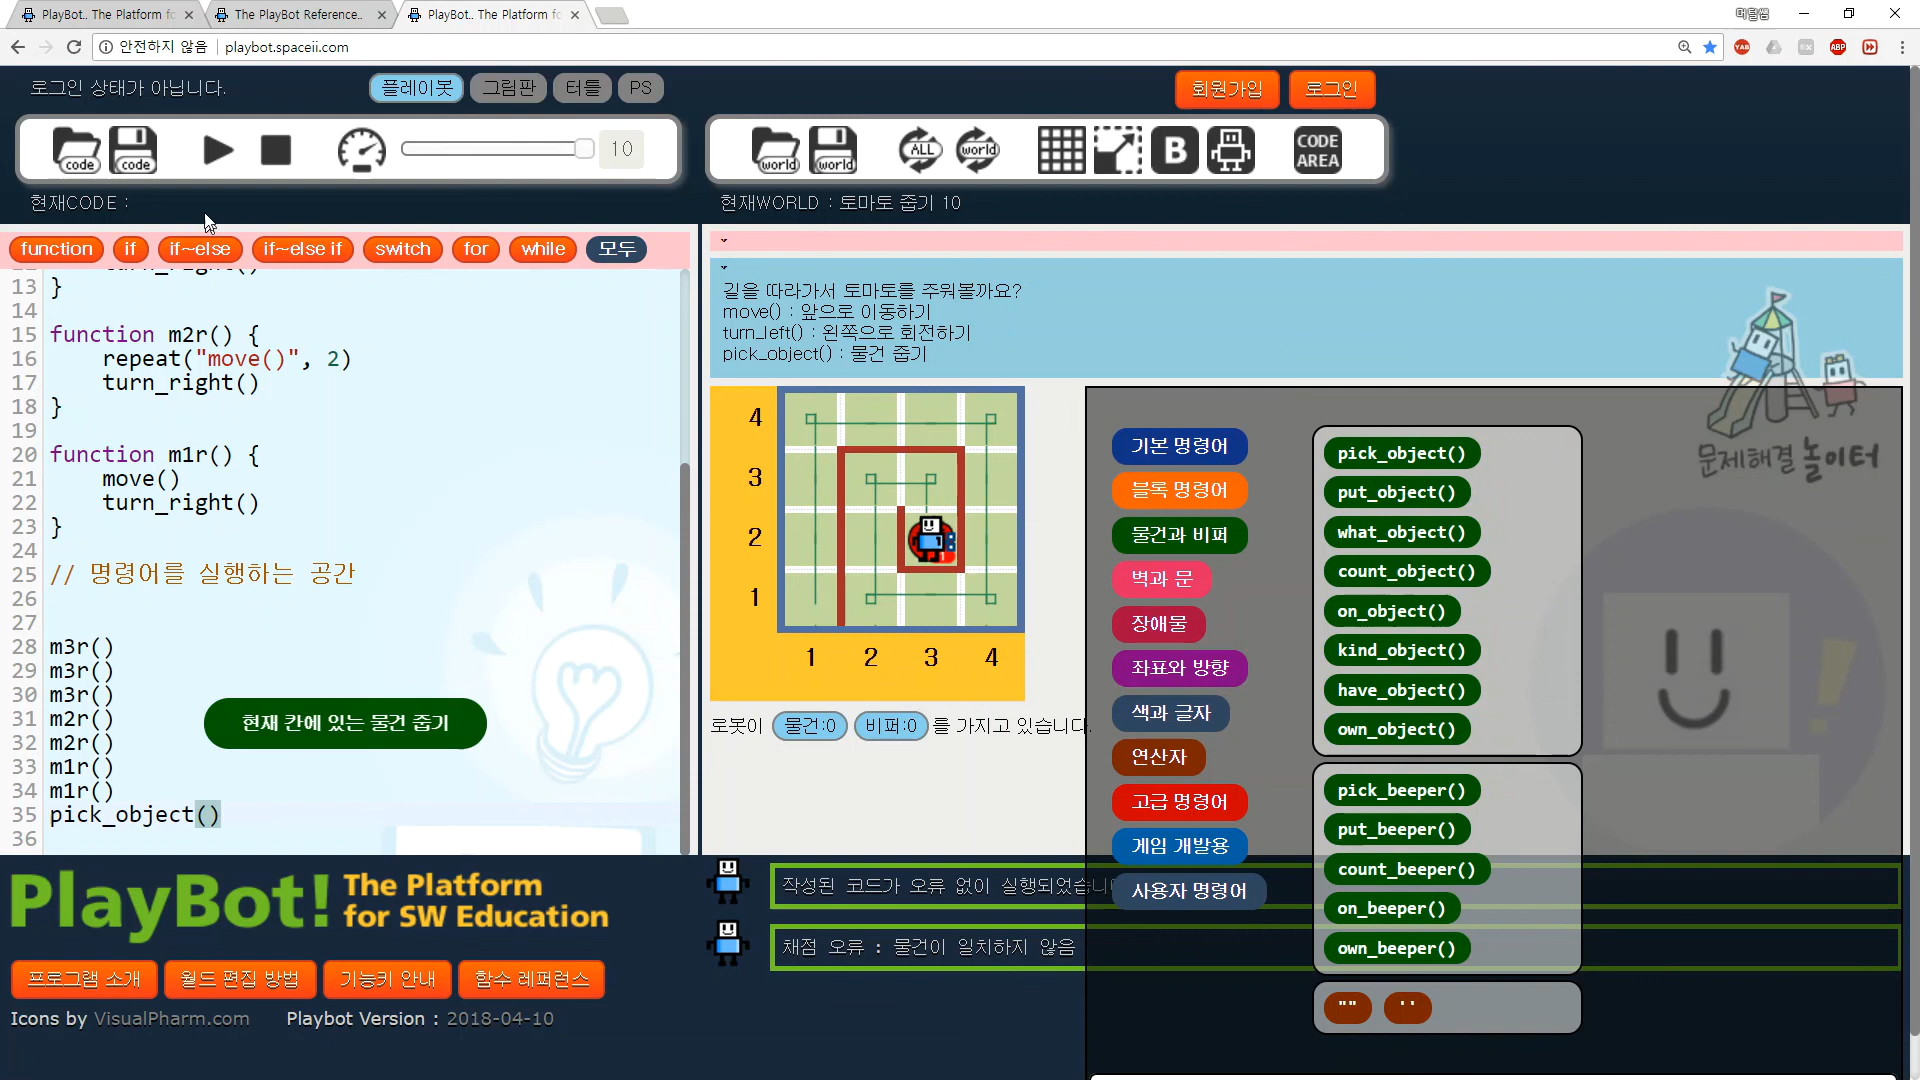 PlayBot.. The Platform fo
The PlayBot Reference..
PlayBot.. The Platform fo
안전하지 않음 playbot.spaceii.com
YAB
ABP
로그인 상태가 아닙니다.
플레이봇
그림판
터틀
PS
회원가입
로그인
code
code
10
world
world
ALL
world
B
CODE
AREA
현재CODE :
현재WORLD : 토마토 줍기 10
function
if
if~else
if~else if
switch
for
while
모두
13 }
14
15 function m2r() {
16 repeat("move()", 2)
17 turn_right()
18 }
19
20 function m1r() {
21 move()
22 turn_right()
23 }
24
25 // 명령어를 실행하는 공간
26
27
28 m3r()
29 m3r()
30 m3r()
31 m2r()
32 m2r()
33 m1r()
34 m1r()
35 pick_object()
36
현재 칸에 있는 물건 줍기
길을 따라가서 토마토를 주워볼까요?
move() : 앞으로 이동하기
turn_left() : 왼쪽으로 회전하기
pick_object() : 물건 줍기
문제해결 놀이터
4
3
2
1
1 2 3 4
로봇이 물건:0 비퍼:0 를 가지고 있습니다.
기본 명령어
블록 명령어
물건과 비퍼
벽과 문
장애물
좌표와 방향
색과 글자
연산자
고급 명령어
게임 개발용
사용자 명령어
pick_object()
put_object()
what_object()
count_object()
on_object()
kind_object()
have_object()
own_object()
pick_beeper()
put_beeper()
count_beeper()
on_beeper()
own_beeper()
""
''
작성된 코드가 오류 없이 실행되었습니
채점 오류 : 물건이 일치하지 않음
PlayBot! The Platform
for SW Education
프로그램 소개
월드 편집 방법
기능키 안내
함수 레퍼런스
Icons by VisualPharm.com
Playbot Version : 2018-04-10